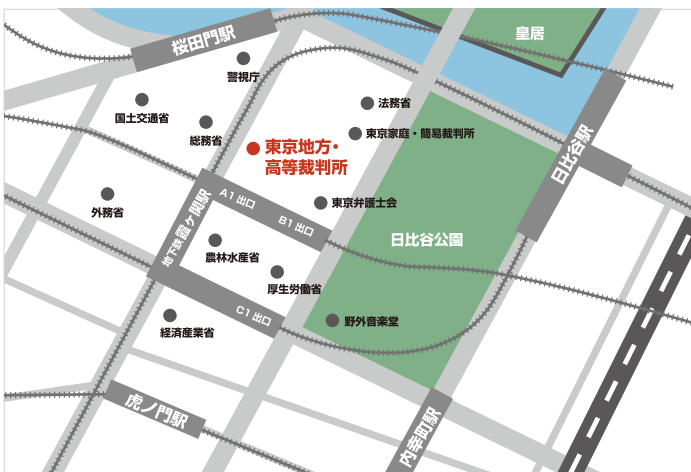 皇居
桜田門駅
警視庁
国土交通省
法務省
総務省
東京家庭・簡易裁判所
東京地方・
高等裁判所
日比谷駅
外務省
地下鉄霞ヶ関駅
A1 出口
B1 出口
東京弁護士会
日比谷公園
農林水産省
厚生労働省
C1 出口
野外音楽堂
経済産業省
虎ノ門駅
内幸町駅